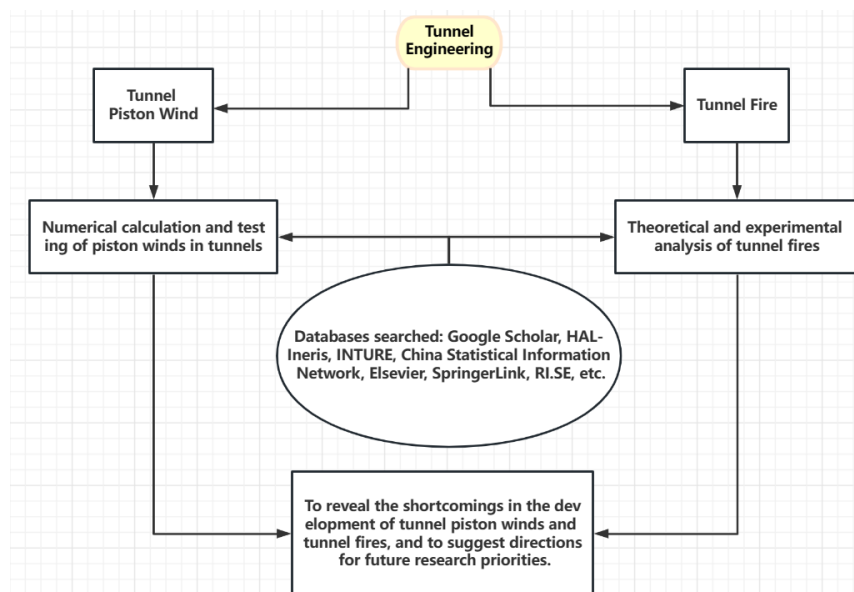 Tunnel
Engineering
Tunnel
Piston Wind
Tunnel Fire
Numerical calculation and test
ing of piston winds in tunnels
Theoretical and experimental
analysis of tunnel fires
Databases searched: Google Scholar, HAL-
Ineris, INTURE, China Statistical Information
Network, Elsevier, SpringerLink, RI.SE, etc.
To reveal the shortcomings in the dev
elopment of tunnel piston winds and
tunnel fires, and to suggest directions
for future research priorities.